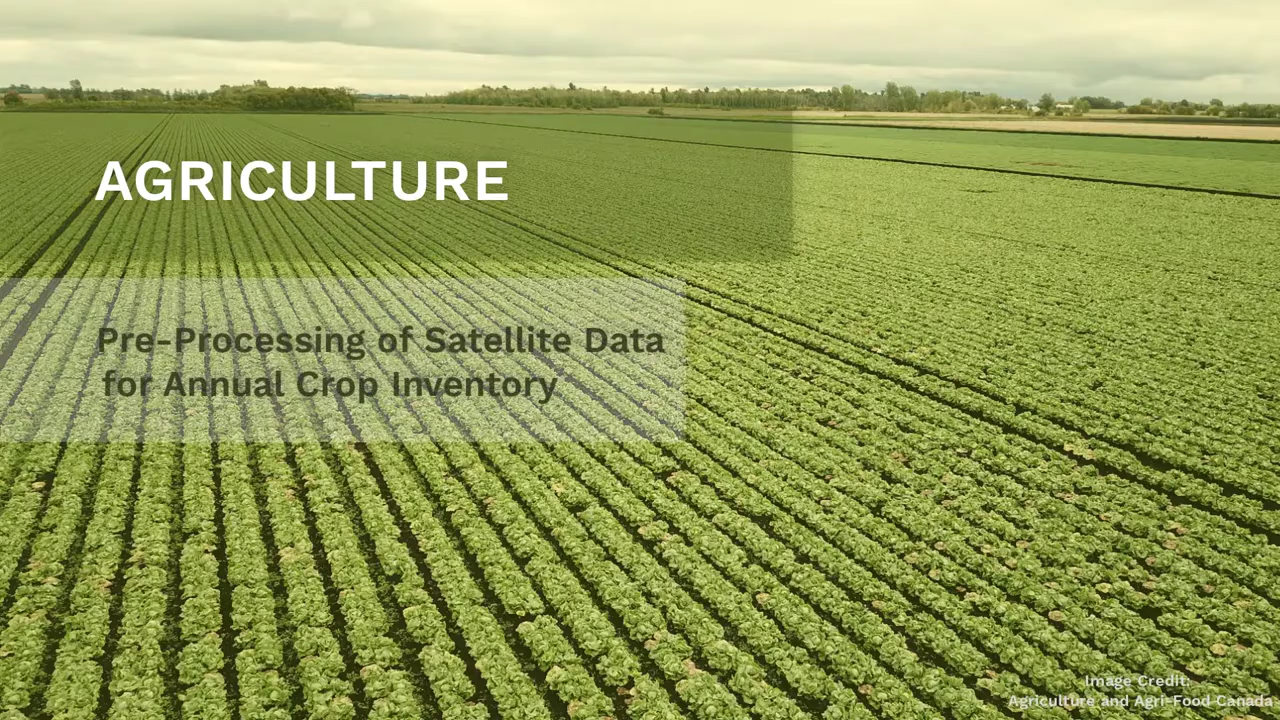 AGRICULTURE
Pre-Processing of Satellite Data
for Annual Crop Inventory
Image Credit:
Agriculture and Agri-Food Canada